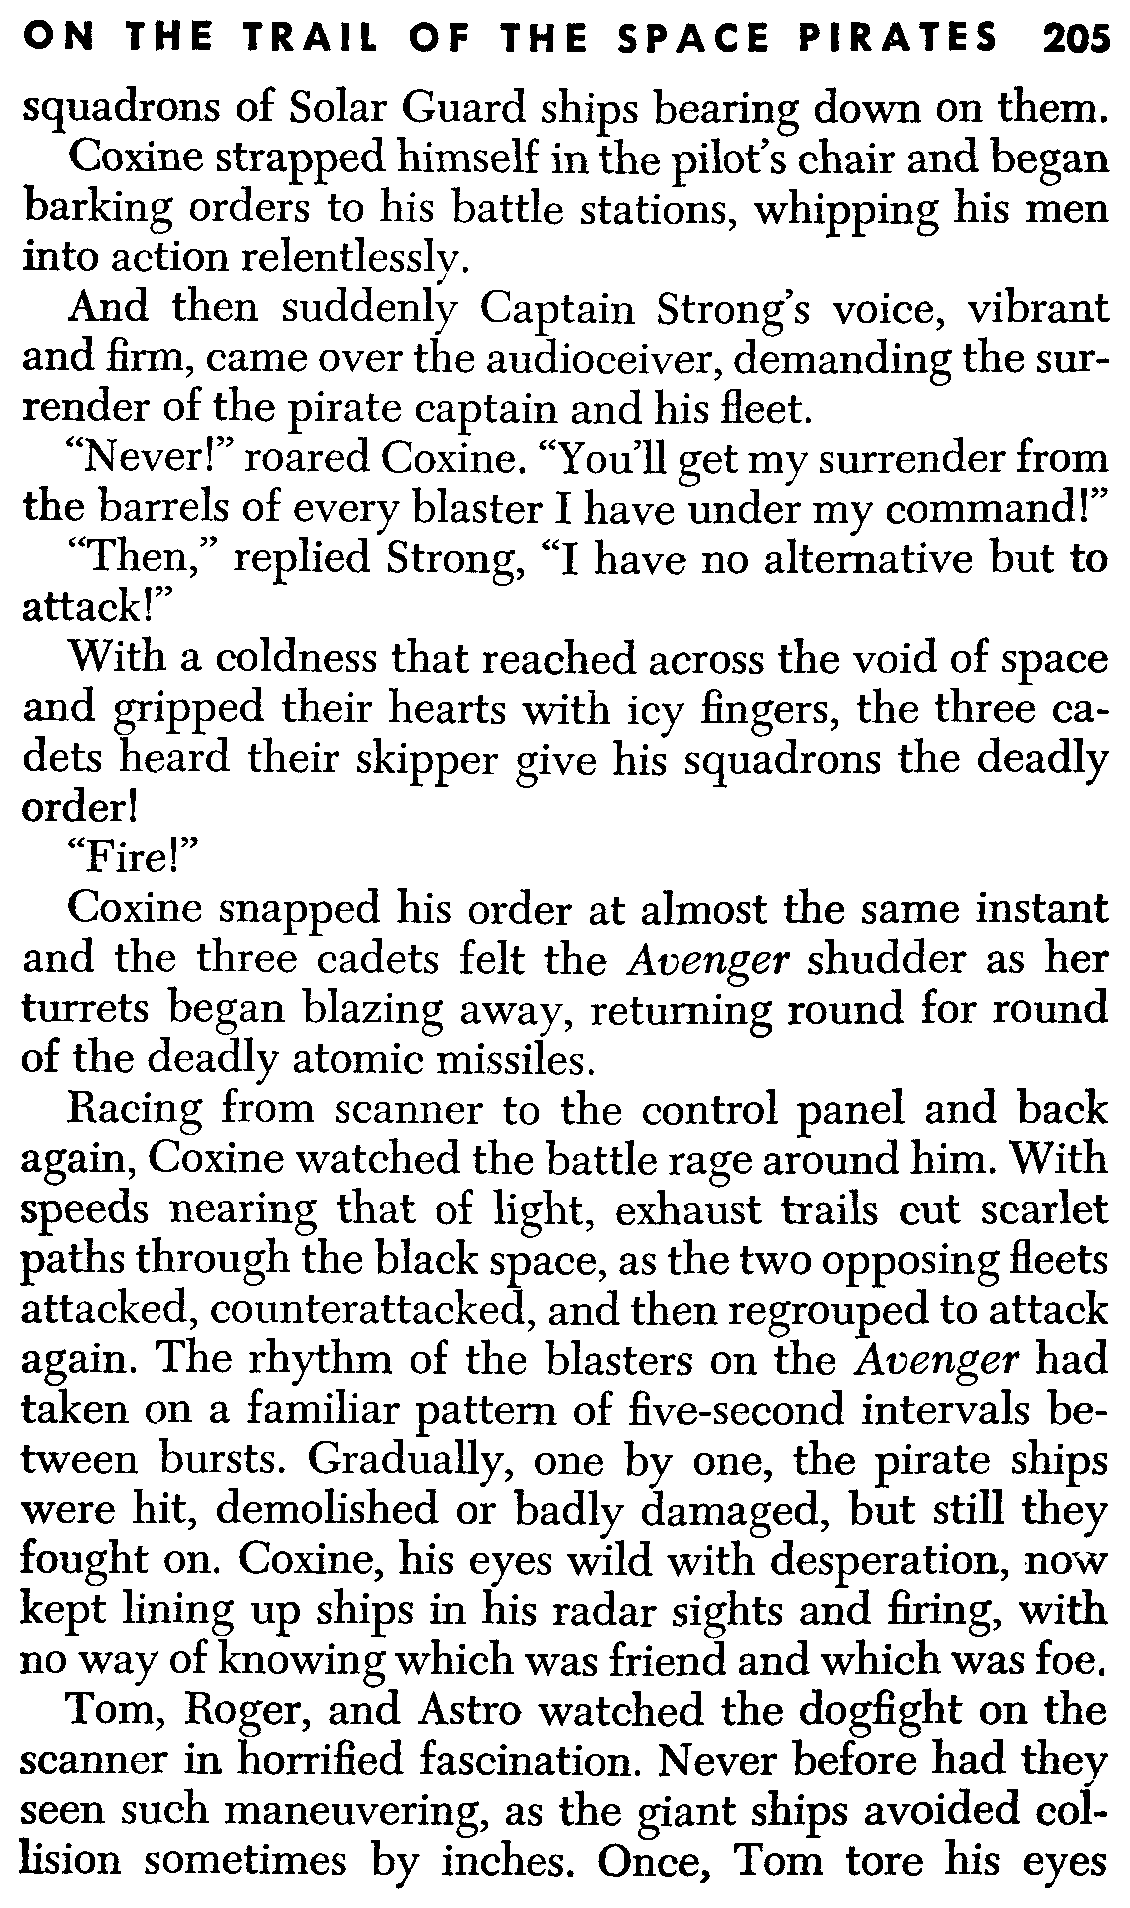 ON THE TRAIL OF THE SPACE PIRATES 205
squadrons of Solar Guard ships bearing down on them.
Coxine strapped himself in the pilot's chair and began
barking orders to his battle stations, whipping his men
into action relentlessly.
And then suddenly Captain Strong's voice, vibrant
and firm, came over the audioceiver, demanding the sur-
render of the pirate captain and his fleet.
“Never!” roared Coxine. “You'll get my surrender from
the barrels of every blaster I have under my command!”
“Then,” replied Strong, “I have no alternative but to
attack!”
With a coldness that reached across the void of space
and gripped their hearts with icy fingers, the three ca-
dets heard their skipper give his squadrons the deadly
order!
“Fire!”
Coxine snapped his order at almost the same instant
and the three cadets felt the Avenger shudder as her
turrets began blazing away, returning round for round
of the deadly atomic missiles.
Racing from scanner to the control panel and back
again, Coxine watched the battle rage around him. With
speeds nearing that of light, exhaust trails cut scarlet
paths through the black space, as the two opposing fleets
attacked, counterattacked, and then regrouped to attack
again. The rhythm of the blasters on the Avenger had
taken on a familiar pattern of five-second intervals be-
tween bursts. Gradually, one by one, the pirate ships
were hit, demolished or badly damaged, but still they
fought on. Coxine, his eyes wild with desperation, now
kept lining up ships in his radar sights and firing, with
no way of knowing which was friend and which was foe.
Tom, Roger, and Astro watched the dogfight on the
scanner in horrified fascination. Never before had they
seen such maneuvering, as the giant ships avoided col-
lision sometimes by inches. Once, Tom tore his eyes